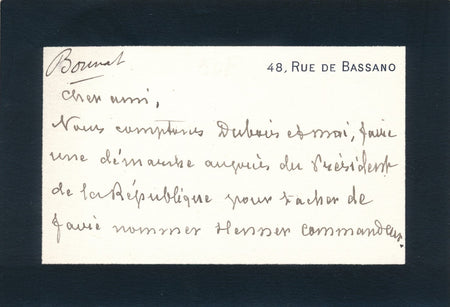 Bonnat
48, RUE DE BASSANO
Cher ami,
Nous comptons Dubois et moi, faire
une démarche auprès du Président
de la République pour tacher de
faire nommer Henner commandeur.